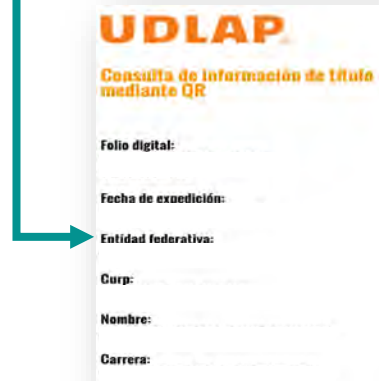 UDLAP
Consulta de información de título
mediante QR
Folio digital:
Fecha de expedición:
Entidad federativa:
Curp:
Nombre:
Carrera: